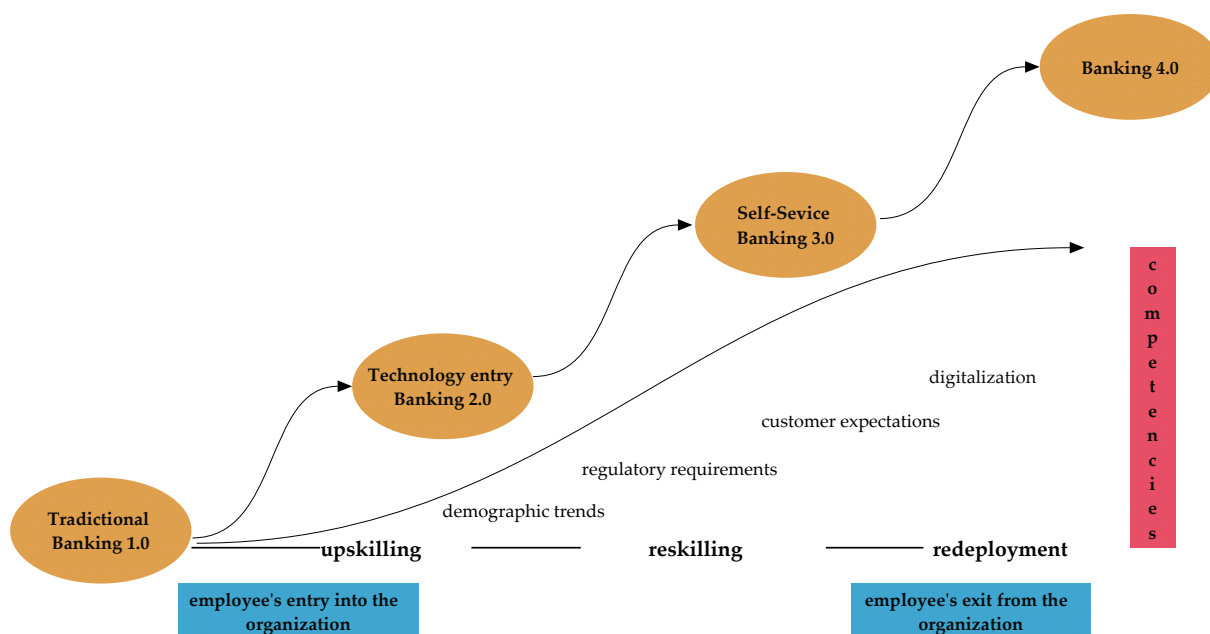 Banking 4.0
Self-Sevice
Banking 3.0
Technology entry
Banking 2.0
Tradictional
Banking 1.0
digitalization
customer expectations
regulatory requirements
demographic trends
upskilling
reskilling
redeployment
employee's entry into the
organization
employee's exit from the
organization
c
o
m
p
e
t
e
n
c
i
e
s